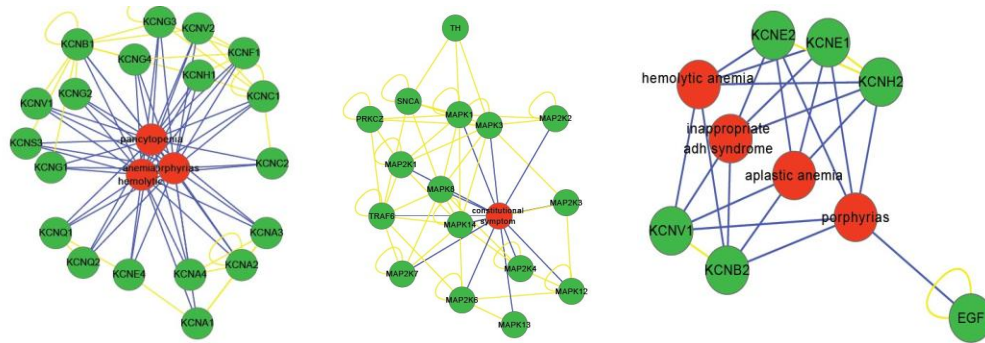 KCNG3
KCNV2
KCNB1
KCNF1
KCNG4
KCNH1
KCNG2
KCNC1
KCNV1
pancytopenia
KCNS3
anemia
hemolytic
KCNG1
KCNC2
KCNQ1
KCNA3
KCNQ2
KCNE4
KCNA4
KCNA2
KCNA1
TH
SNCA
PRKCZ
MAPK1
MAPK3
MAP2K2
MAP2K1
MAPK8
MAP2K3
TRAF6
constitutional
symptom
MAPK14
MAP2K7
MAP2K4
MAP2K6
MAPK12
MAPK13
KCNE2
KCNE1
hemolytic anemia
KCNH2
inappropriate
adh syndrome
aplastic anemia
KCNV1
porphyrias
KCNB2
EGF